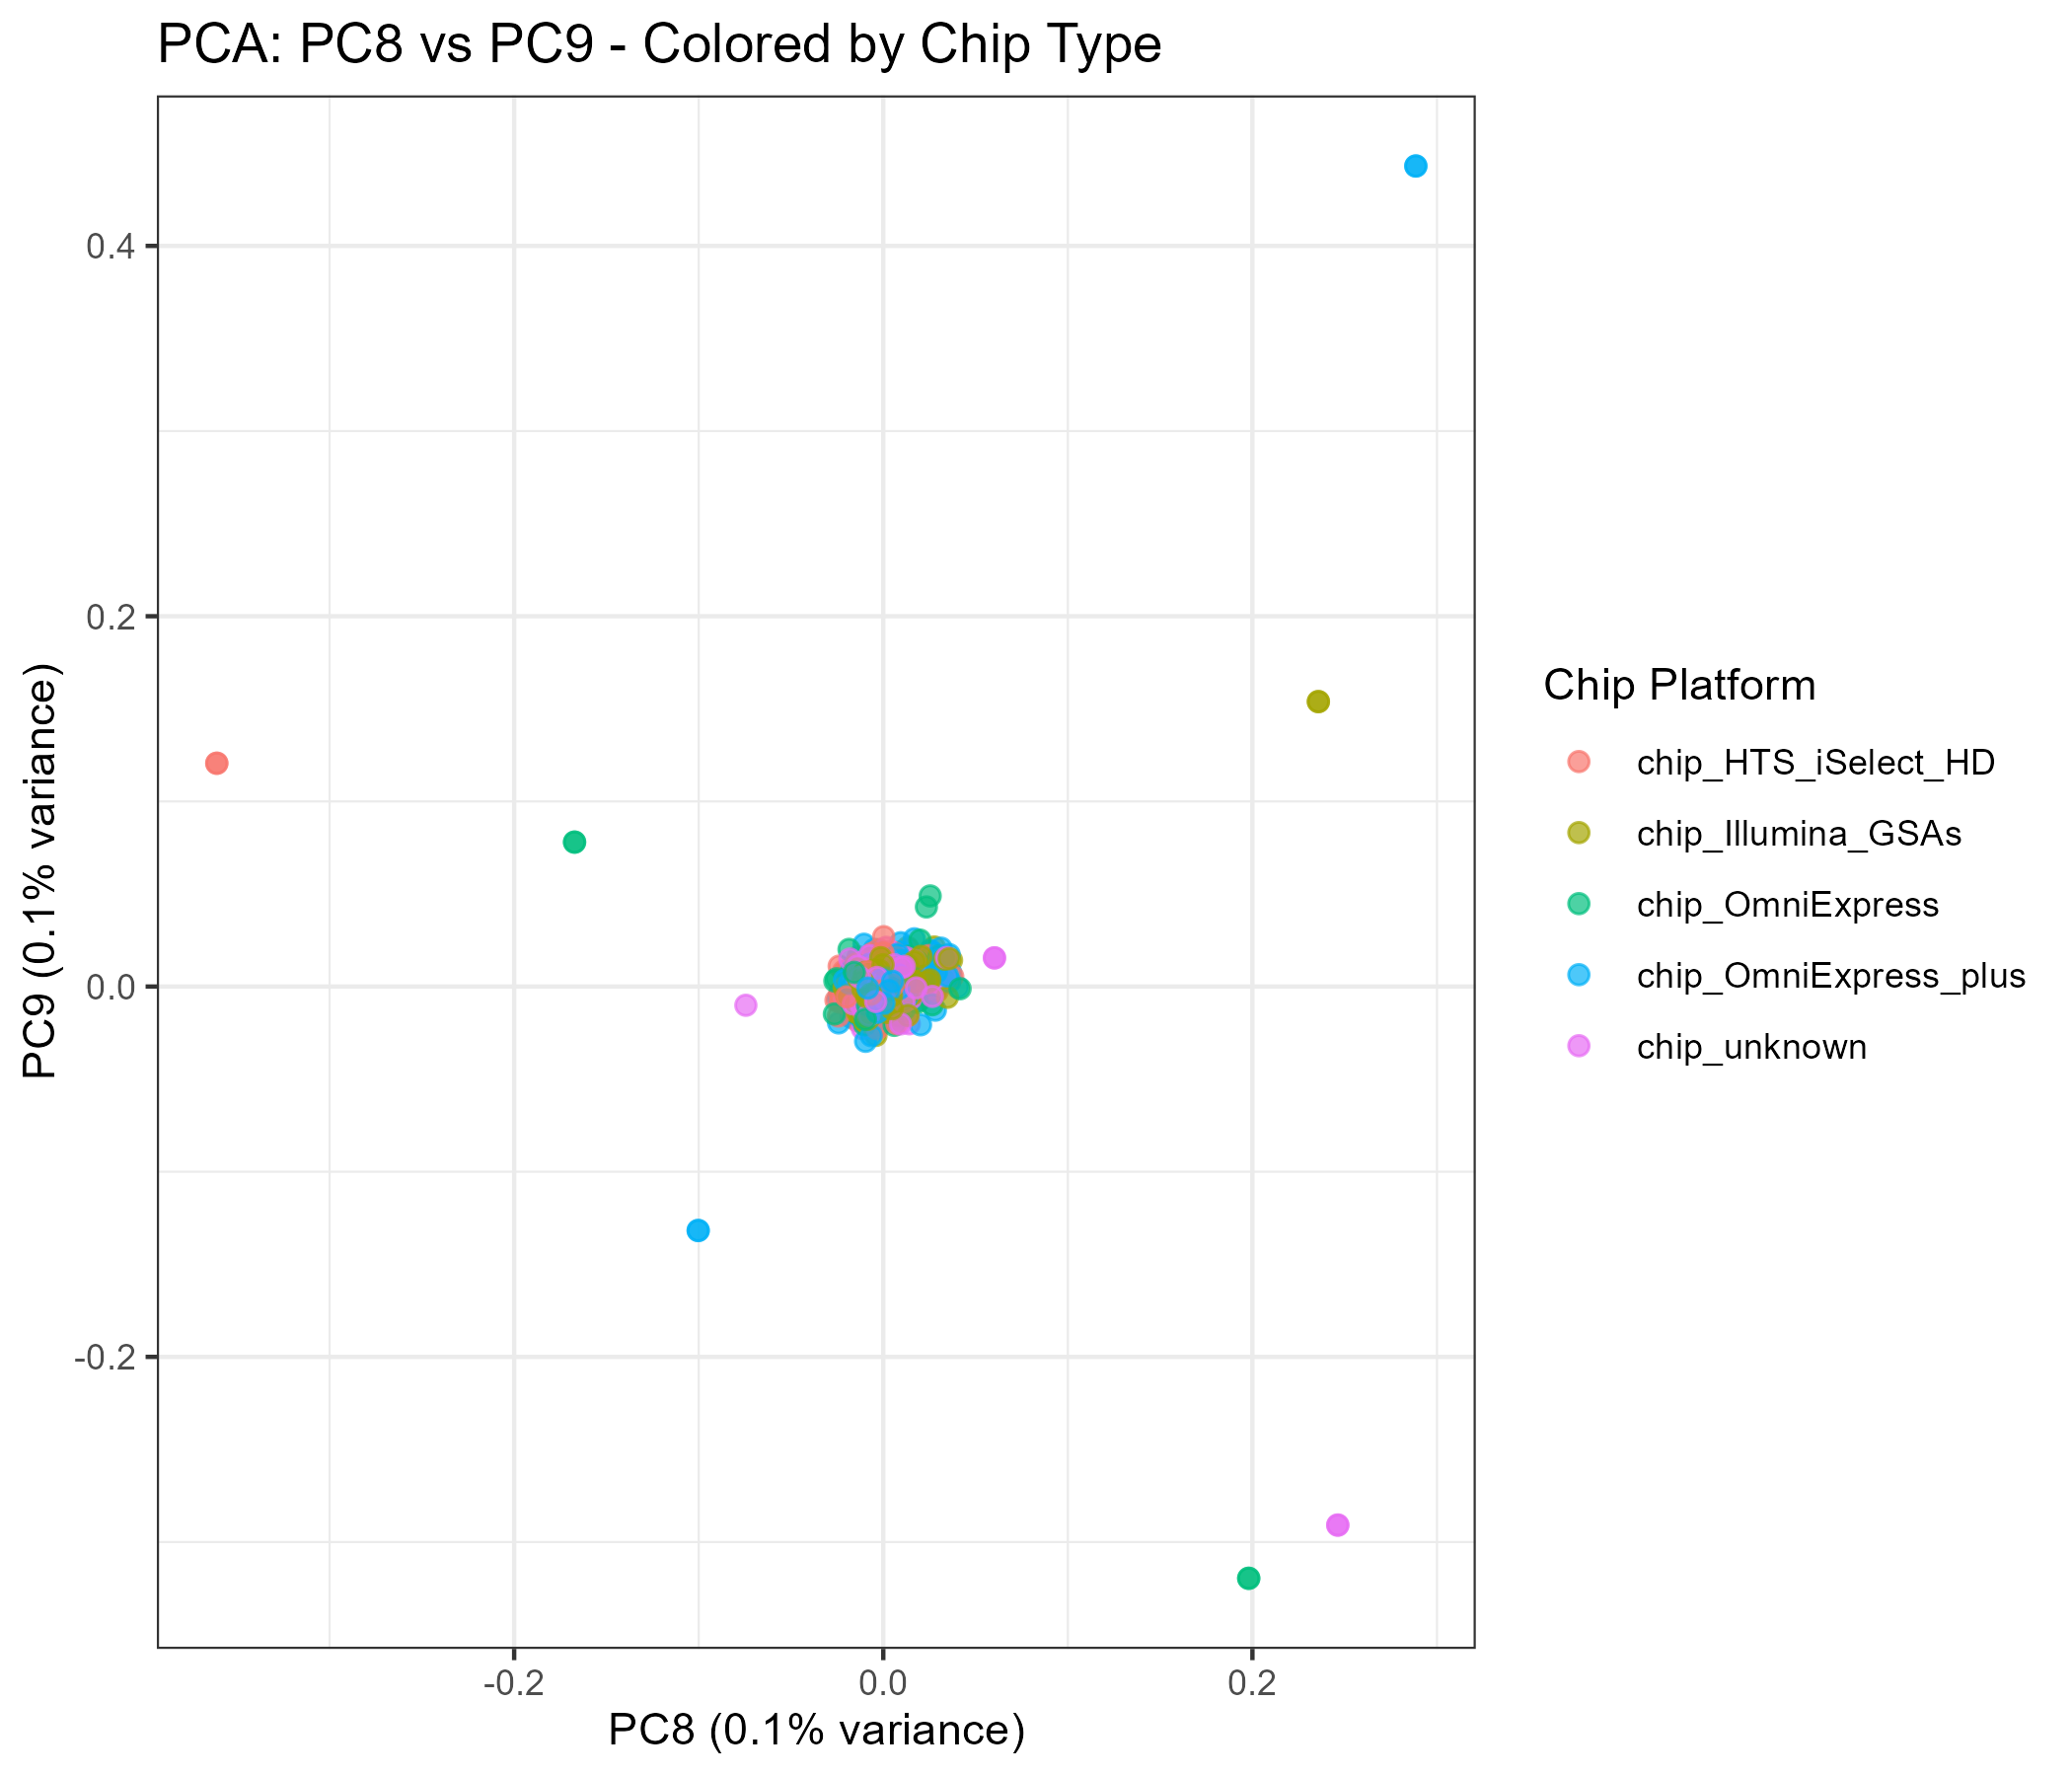 PCA: PC8 vs PC9 - Colored by Chip Type
0.4
0.2
0.0
-0.2
PC9 (0.1% variance)
-0.2
0.0
0.2
PC8 (0.1% variance)
Chip Platform
chip_HTS_iSelect_HD
chip_Illumina_GSAs
chip_OmniExpress
chip_OmniExpress_plus
chip_unknown